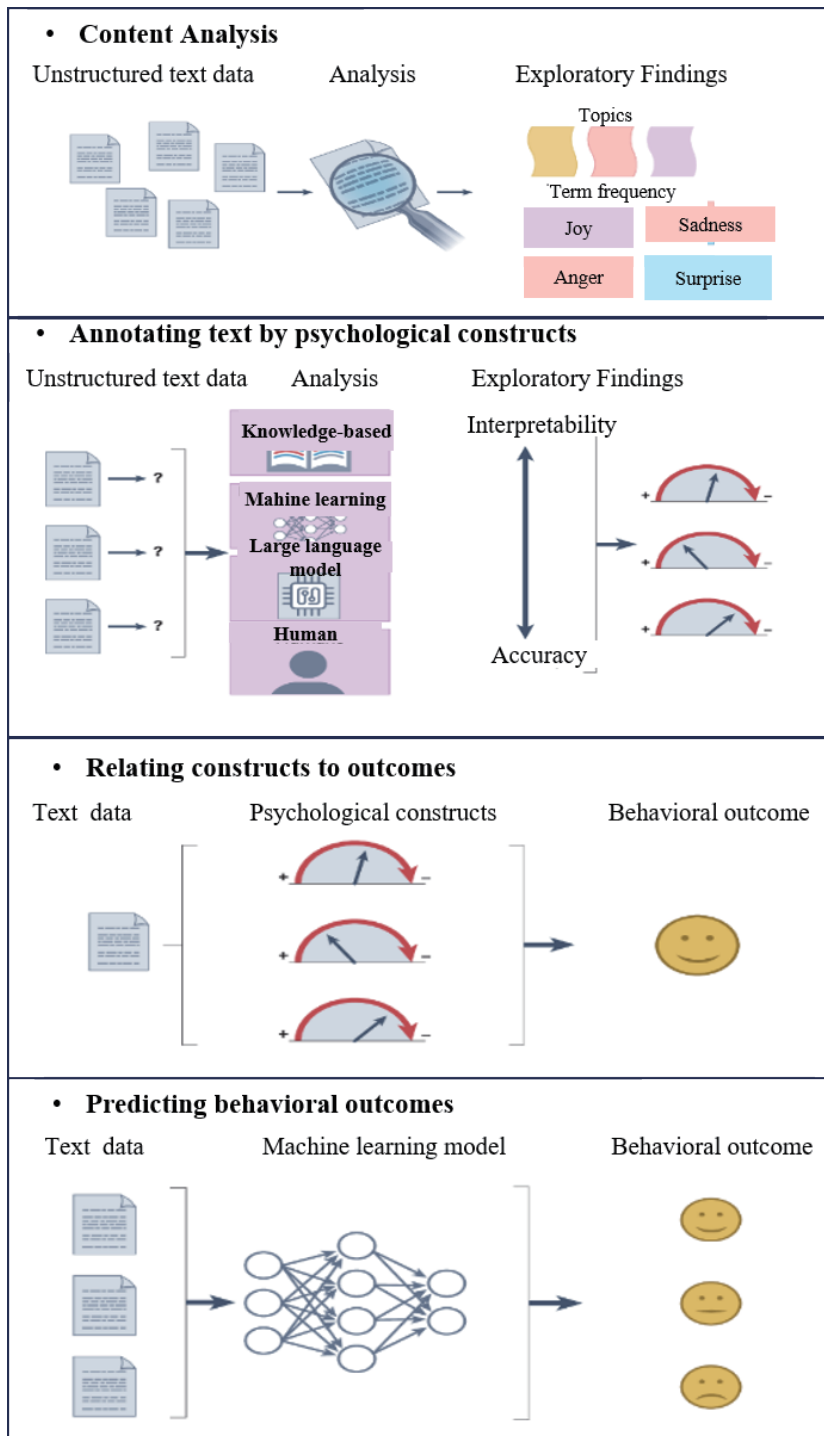 • Content Analysis
Unstructured text data Analysis Exploratory Findings
Topics
Term frequency
Joy Sadness
Anger Surprise
• Annotating text by psychological constructs
Unstructured text data Analysis Exploratory Findings
Knowledge-based
Interpretability
? + −
Mahine learning
? + −
Large language
model
? + −
Human
Accuracy
• Relating constructs to outcomes
Text data Psychological constructs Behavioral outcome
+ −
+ −
+ −
• Predicting behavioral outcomes
Text data Machine learning model Behavioral outcome